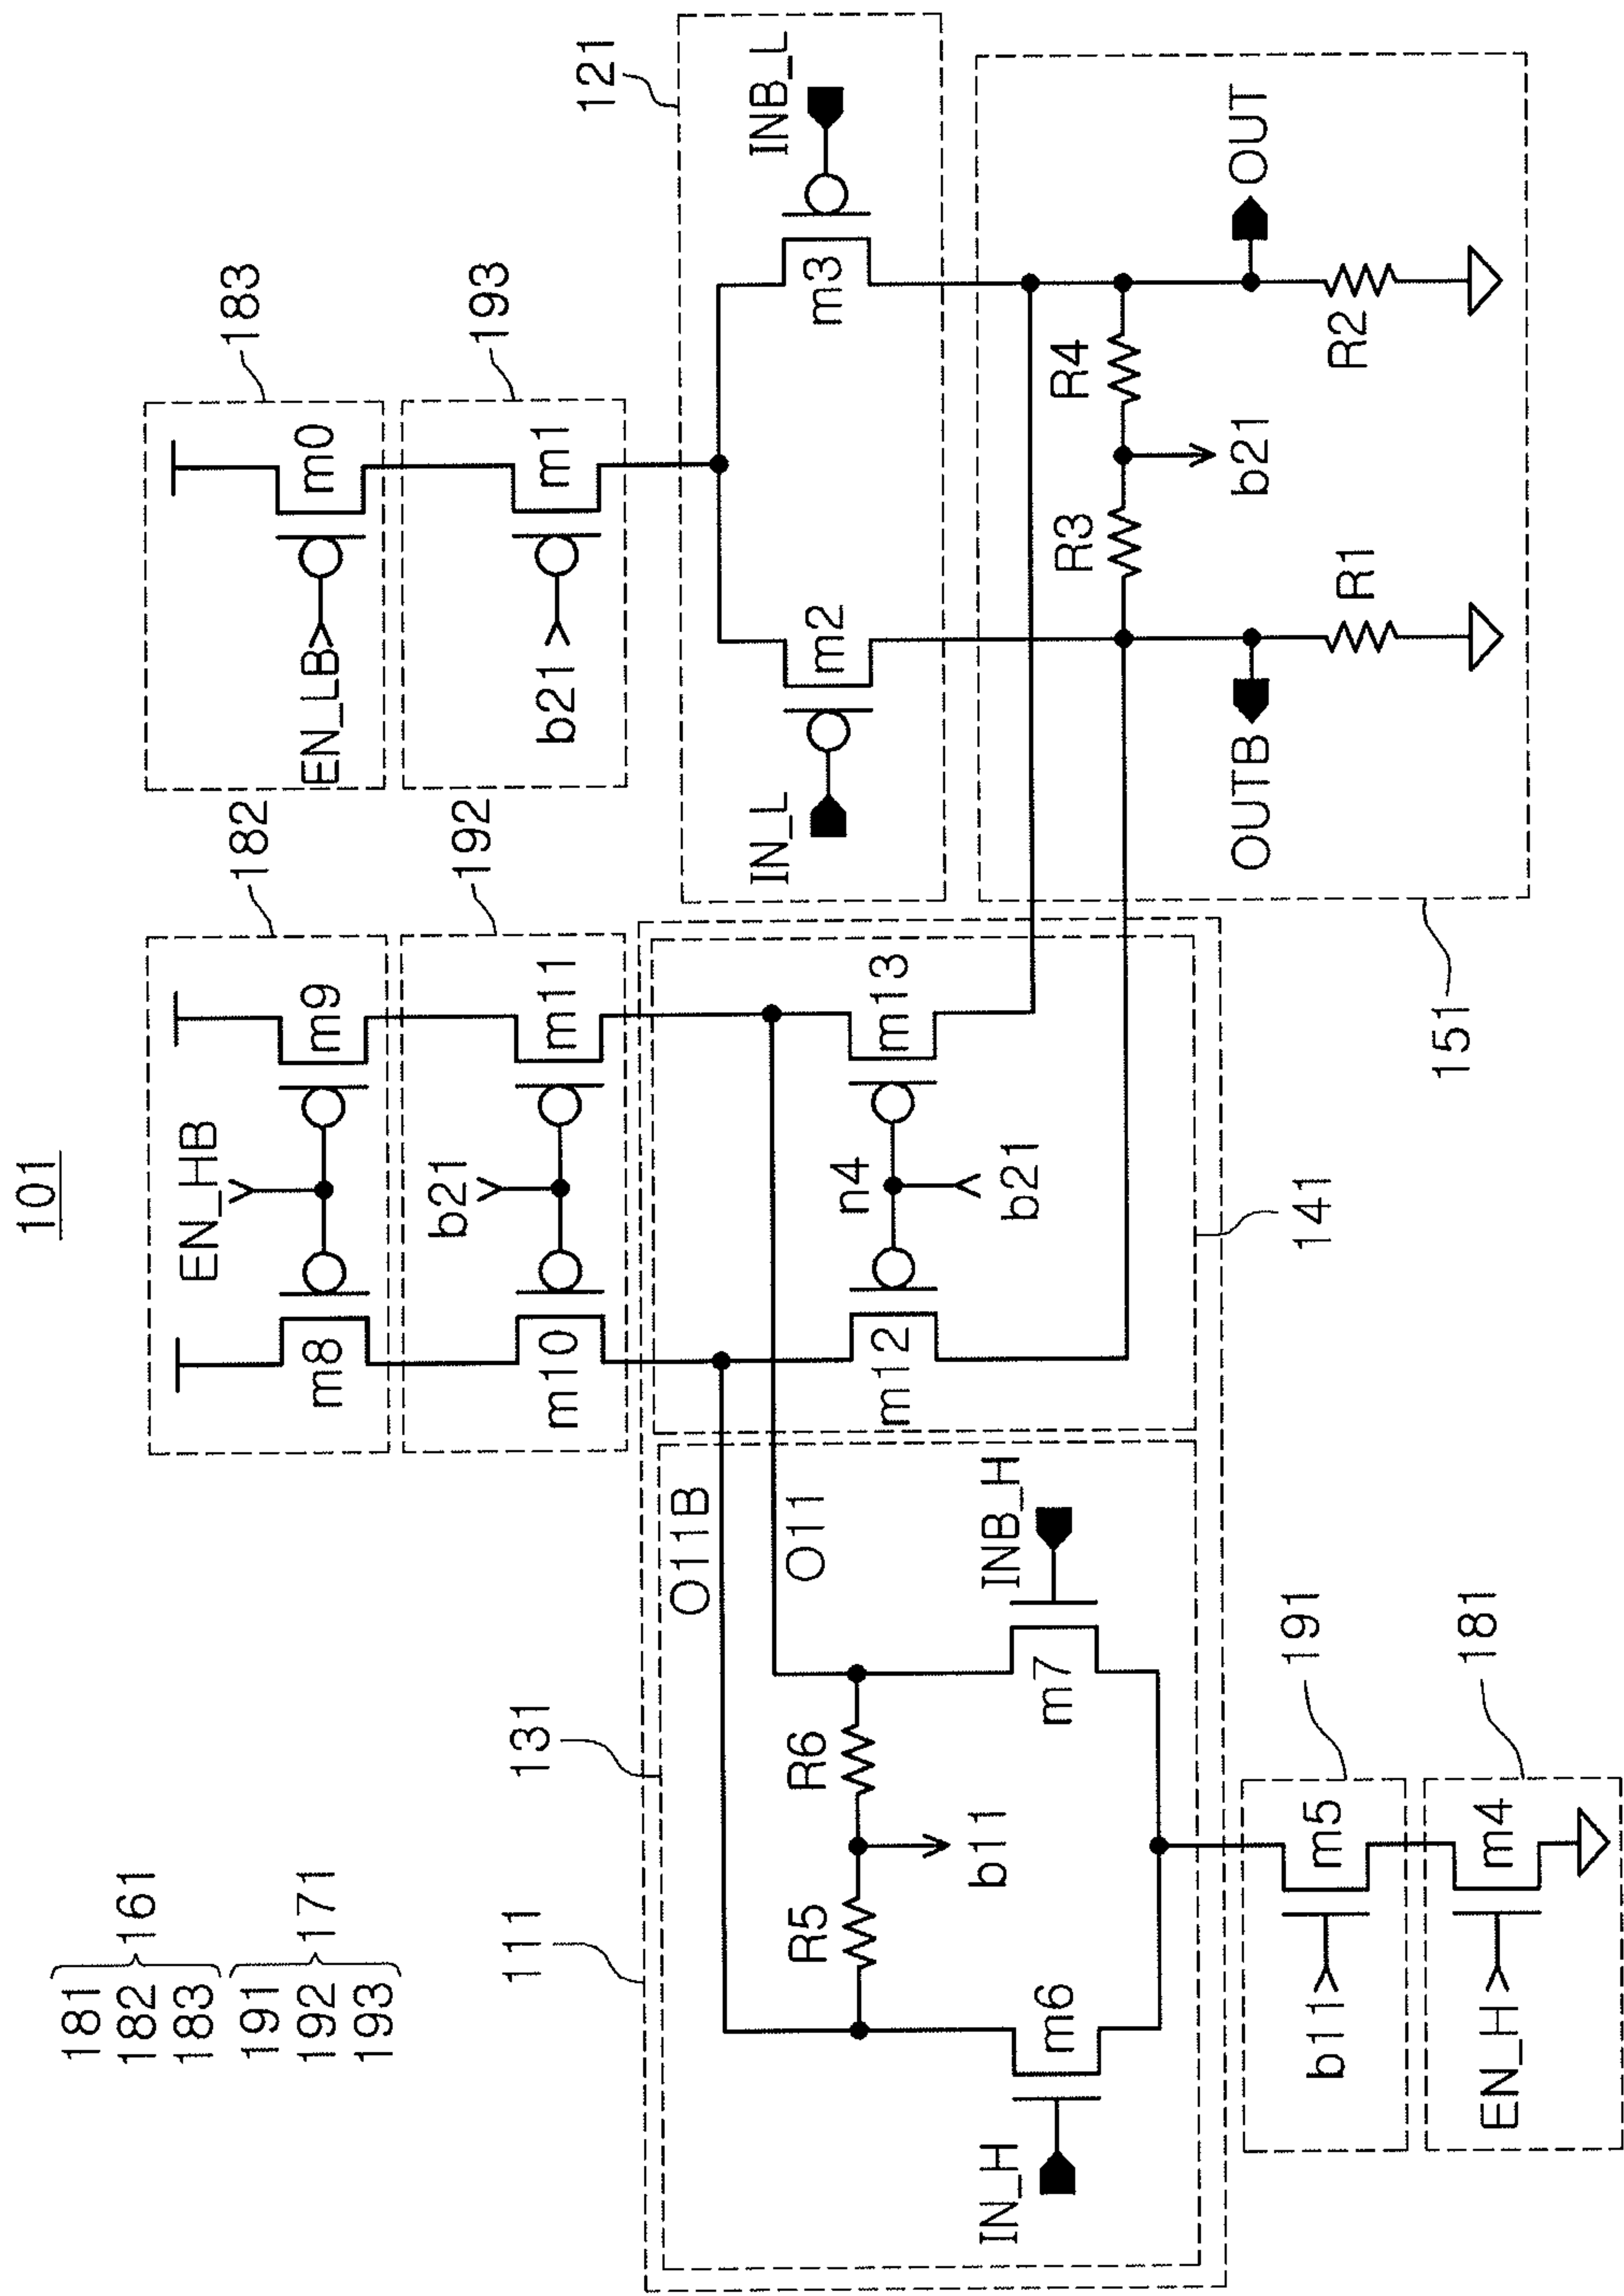 101
181
182
183
161
191
192
193
171
EN_HB
m8
m9
182
EN_LB
m0
183
b21
m10
m11
192
b21
m1
193
111
131
O11B
O11
R5
R6
b11
IN_H
m6
m7
INB_H
m12
n4
m13
b21
141
IN_L
m2
m3
INB_L
121
R3
R4
b21
OUTB
OUT
R1
R2
151
b11
m5
191
EN_H
m4
181